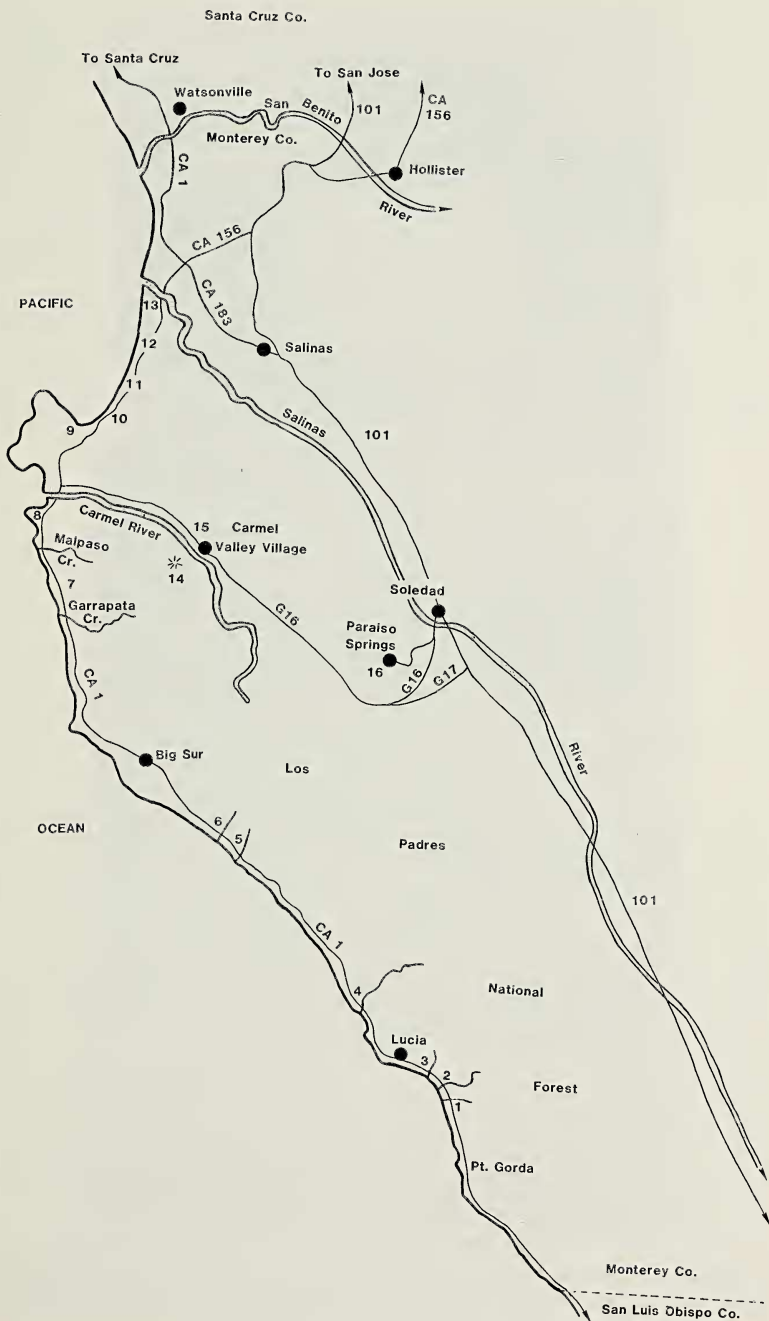 Santa Cruz Co.
To Santa Cruz
To San Jose
Watsonville
San Benito
101
CA
156
Monterey Co.
CA 1
Hollister
River
CA 156
PACIFIC
13
CA 183
12
Salinas
11
10
Salinas
101
9
8
Carmel River
15
Carmel
Valley Village
Malpaso
Cr.
14
7
Soledad
Garrapata
Cr.
G16
Paraiso
Springs
16
G16
G17
CA 1
Big Sur
Los
River
6
OCEAN
5
Padres
101
CA 1
4
National
Lucia
3
2
Forest
1
Pt. Gorda
Monterey Co.
San Luis Obispo Co.